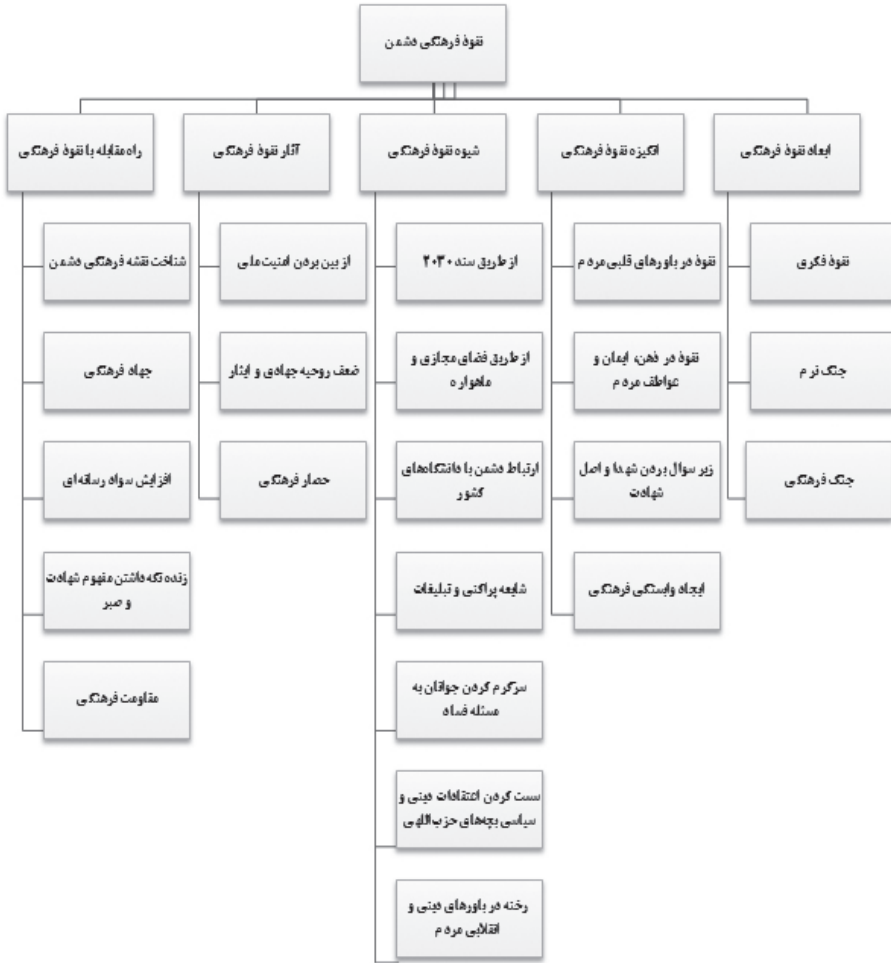 نفوذ فرهنگی دشمن
ابعاد نفوذ فرهنگی
نفوذ فکری
جنگ نرم
جنگ فرهنگی
انگیزه نفوذ فرهنگی
نفوذ در باورهای قلبی مردم
نفوذ در ذهن، ایمان و
عواطف مردم
زیر سوال بردن شهدا و اصل
شهادت
ایجاد وابستگی فرهنگی
شیوه نفوذ فرهنگی
از طریق سند ۲۰۳۰
از طریق فضای مجازی و
ماهواره
ارتباط دشمن با دانشگاه‌های
کشور
شایعه پراکنی و تبلیغات
سرگرم کردن جوانان به
مسئله فساد
سست کردن اعتقادات دینی و
سیاسی بچه‌های حزب‌اللهی
رخنه در باورهای دینی و
انقلابی مردم
آثار نفوذ فرهنگی
از بین بردن امنیت ملی
ضعف روحیه جهادی و ایثار
حصار فرهنگی
راه مقابله با نفوذ فرهنگی
شناخت نقشه فرهنگی دشمن
جهاد فرهنگی
افزایش سواد رسانه‌ای
زنده نگه داشتن مفهوم شهادت
و صبر
مقاومت فرهنگی